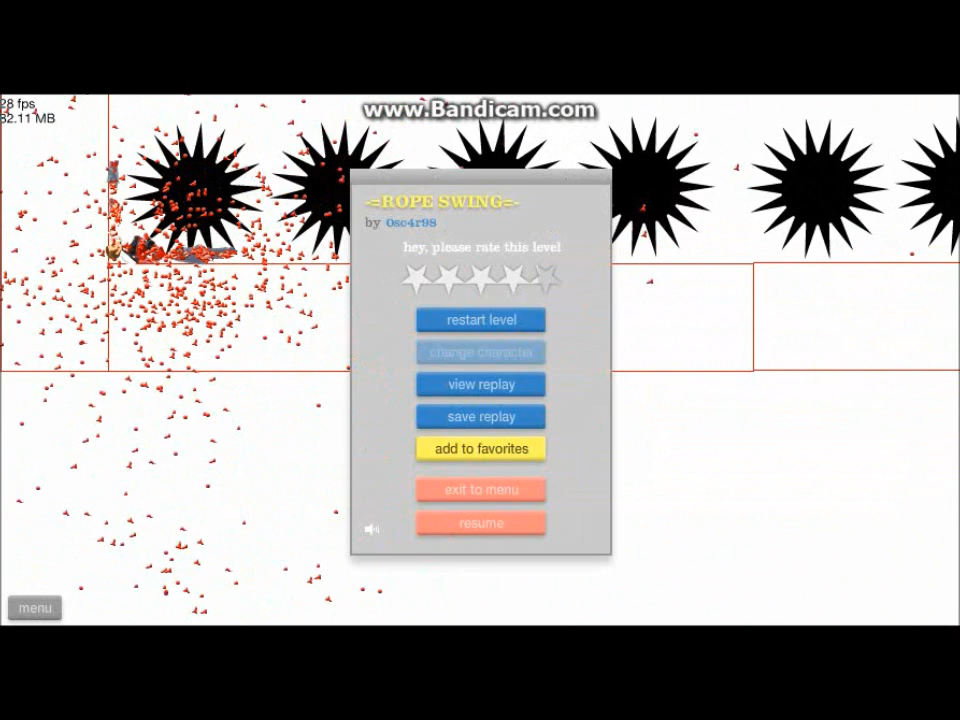 www.Bandicam.com
28 fps
82.11 MB
-=ROPE SWING=-
by 0sc4r98
hey, please rate this level
restart level
change character
view replay
save replay
add to favorites
exit to menu
resume
menu